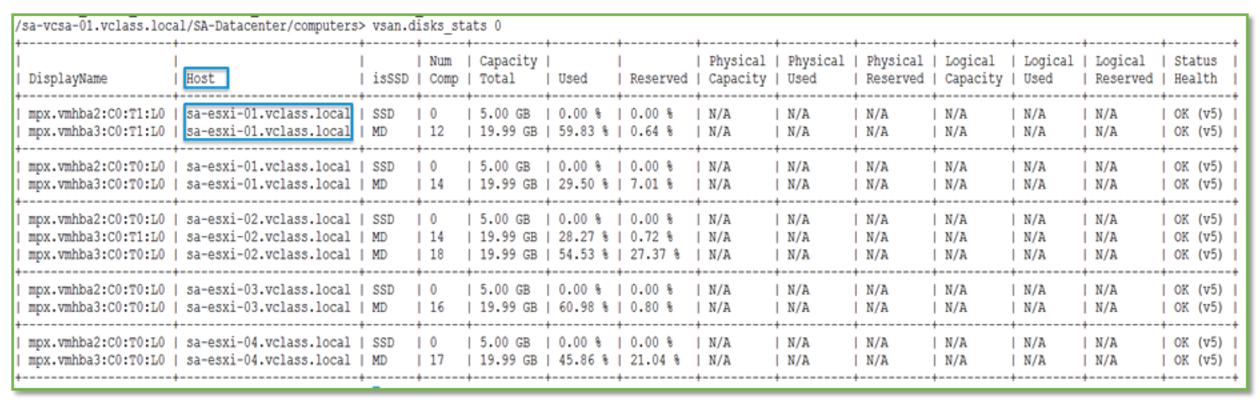 /sa-vcsa-01.vclass.local/SA-Datacenter/computers> vsan.disks_stats 0
+--------------------+--------------------------+-------+------+----------+---------+----------+----------+----------+----------+----------+---------+----------+---------+
| | | | Num | Capacity | | | Physical | Physical | Physical | Logical | Logical | Logical | Status |
| DisplayName | Host | isSSD | Comp | Total | Used | Reserved | Capacity | Used | Reserved | Capacity | Used | Reserved | Health |
| mpx.vmhba2:C0:T1:L0 | sa-esxi-01.vclass.local | SSD | 0 | 5.00 GB | 0.00 % | 0.00 % | N/A | N/A | N/A | N/A | N/A | N/A | OK (v5) |
| mpx.vmhba3:C0:T1:L0 | sa-esxi-01.vclass.local | MD | 12 | 19.99 GB | 59.83 % | 0.64 % | N/A | N/A | N/A | N/A | N/A | N/A | OK (v5) |
| mpx.vmhba2:C0:T0:L0 | sa-esxi-01.vclass.local | SSD | 0 | 5.00 GB | 0.00 % | 0.00 % | N/A | N/A | N/A | N/A | N/A | N/A | OK (v5) |
| mpx.vmhba3:C0:T0:L0 | sa-esxi-01.vclass.local | MD | 14 | 19.99 GB | 29.50 % | 7.01 % | N/A | N/A | N/A | N/A | N/A | N/A | OK (v5) |
| mpx.vmhba2:C0:T0:L0 | sa-esxi-02.vclass.local | SSD | 0 | 5.00 GB | 0.00 % | 0.00 % | N/A | N/A | N/A | N/A | N/A | N/A | OK (v5) |
| mpx.vmhba3:C0:T1:L0 | sa-esxi-02.vclass.local | MD | 14 | 19.99 GB | 28.27 % | 0.72 % | N/A | N/A | N/A | N/A | N/A | N/A | OK (v5) |
| mpx.vmhba3:C0:T0:L0 | sa-esxi-02.vclass.local | MD | 18 | 19.99 GB | 54.53 % | 27.37 % | N/A | N/A | N/A | N/A | N/A | N/A | OK (v5) |
| mpx.vmhba2:C0:T0:L0 | sa-esxi-03.vclass.local | SSD | 0 | 5.00 GB | 0.00 % | 0.00 % | N/A | N/A | N/A | N/A | N/A | N/A | OK (v5) |
| mpx.vmhba3:C0:T0:L0 | sa-esxi-03.vclass.local | MD | 16 | 19.99 GB | 60.98 % | 0.80 % | N/A | N/A | N/A | N/A | N/A | N/A | OK (v5) |
| mpx.vmhba2:C0:T0:L0 | sa-esxi-04.vclass.local | SSD | 0 | 5.00 GB | 0.00 % | 0.00 % | N/A | N/A | N/A | N/A | N/A | N/A | OK (v5) |
| mpx.vmhba3:C0:T0:L0 | sa-esxi-04.vclass.local | MD | 17 | 19.99 GB | 45.86 % | 21.04 % | N/A | N/A | N/A | N/A | N/A | N/A | OK (v5) |